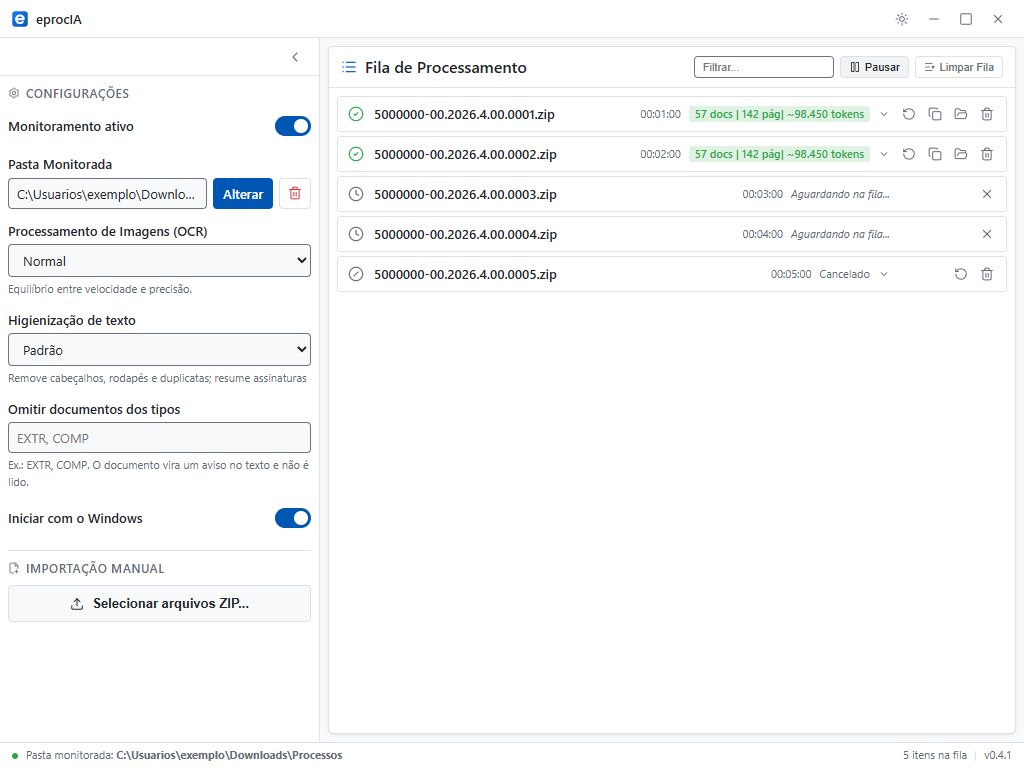 eprocIA
CONFIGURAÇÕES
Monitoramento ativo
Pasta Monitorada
C:\Usuarios\exemplo\Downlo...
Alterar
Processamento de Imagens (OCR)
Normal
Equilíbrio entre velocidade e precisão.
Higienização de texto
Padrão
Remove cabeçalhos, rodapés e duplicatas; resume assinaturas
Omitir documentos dos tipos
EXTR, COMP
Ex.: EXTR, COMP. O documento vira um aviso no texto e não é
lido.
Iniciar com o Windows
IMPORTAÇÃO MANUAL
Selecionar arquivos ZIP...
Fila de Processamento
Filtrar...
Pausar
Limpar Fila
5000000-00.2026.4.00.0001.zip 00:01:00 57 docs | 142 pág| ~98.450 tokens
5000000-00.2026.4.00.0002.zip 00:02:00 57 docs | 142 pág| ~98.450 tokens
5000000-00.2026.4.00.0003.zip 00:03:00 Aguardando na fila...
5000000-00.2026.4.00.0004.zip 00:04:00 Aguardando na fila...
5000000-00.2026.4.00.0005.zip 00:05:00 Cancelado
Pasta monitorada: C:\Usuarios\exemplo\Downloads\Processos
5 itens na fila
v0.4.1